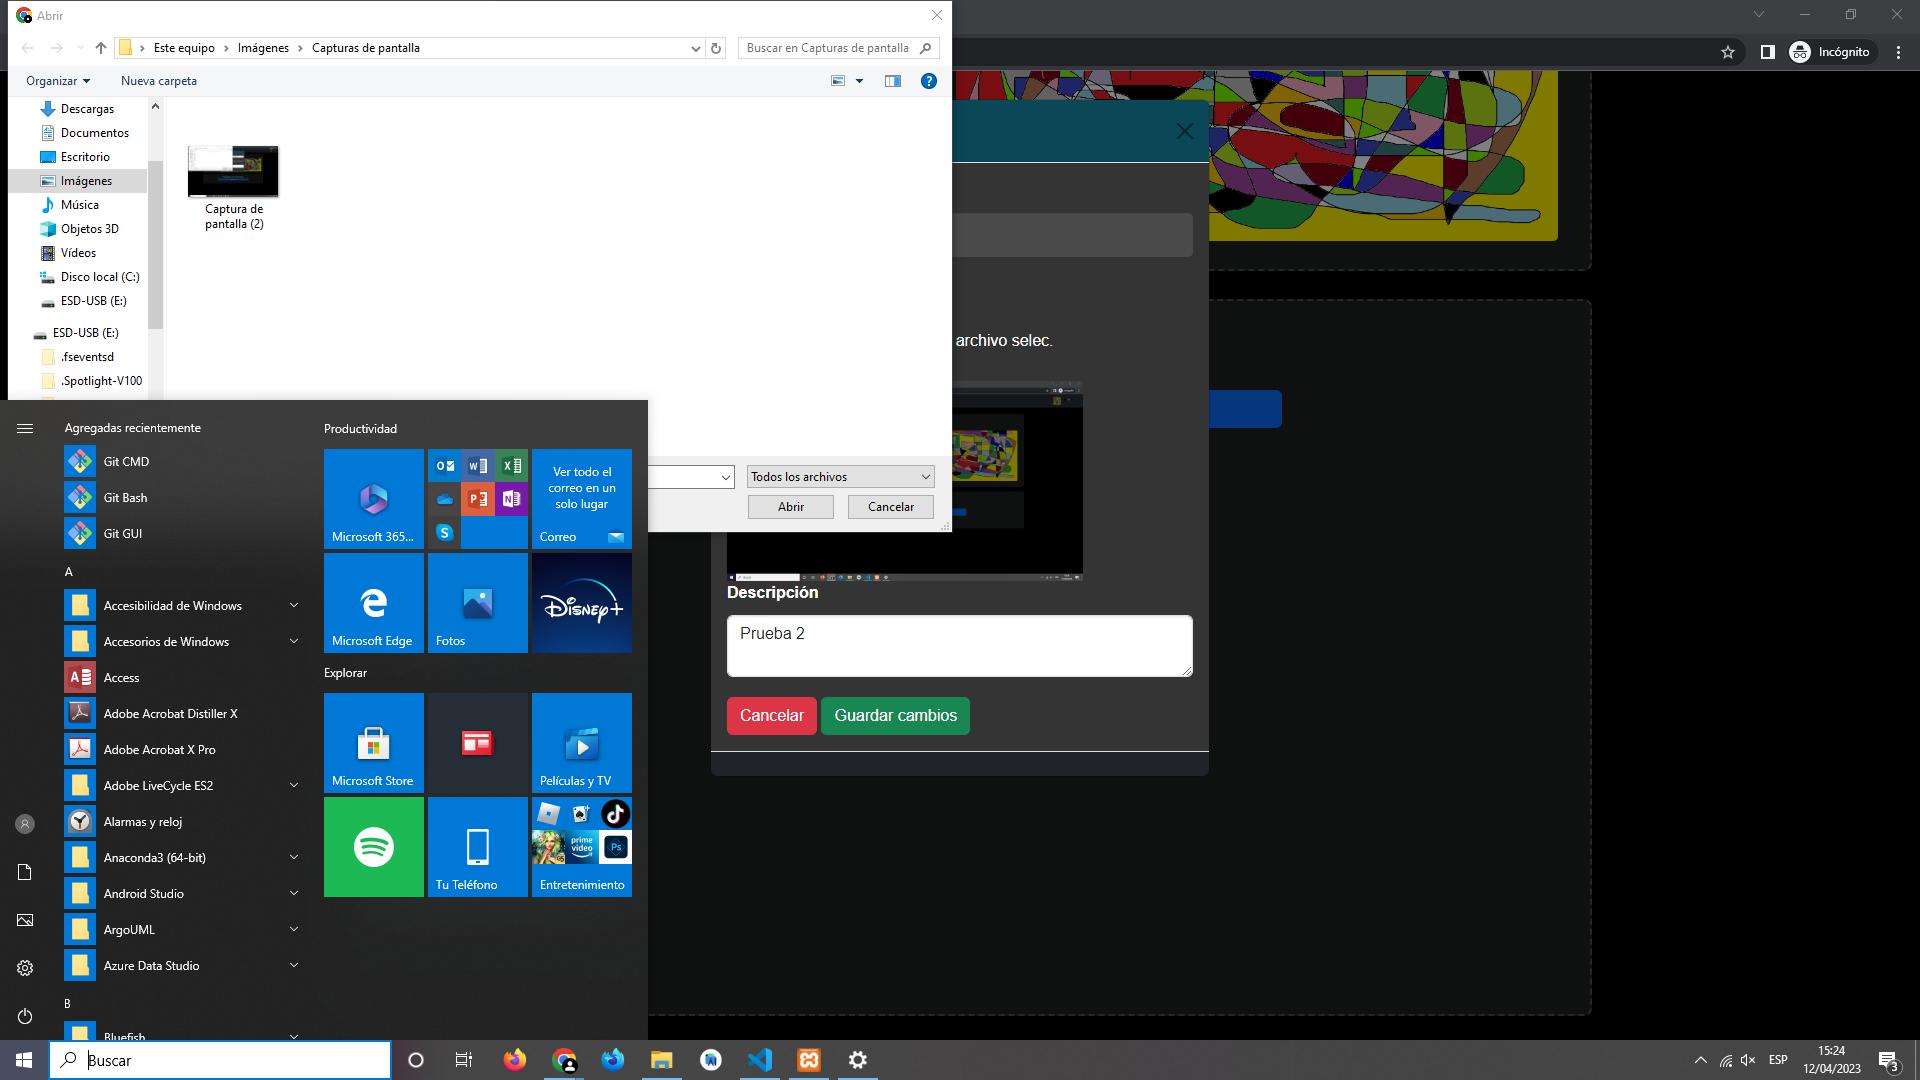 Abrir
Este equipo
Imágenes
Capturas de pantalla
Buscar en Capturas de pantalla
Incógnito
Organizar
Nueva carpeta
Descargas
Documentos
Escritorio
Imágenes
Música
Objetos 3D
Vídeos
Disco local (C:)
ESD-USB (E:)
ESD-USB (E:)
.fseventsd
.Spotlight-V100
Captura de
pantalla (2)
archivo selec.
Todos los archivos
Abrir
Cancelar
Descripción
Prueba 2
Cancelar
Guardar cambios
Agregadas recientemente
Git CMD
Git Bash
Git GUI
A
Accesibilidad de Windows
Accesorios de Windows
Access
Adobe Acrobat Distiller X
Adobe Acrobat X Pro
Adobe LiveCycle ES2
Alarmas y reloj
Anaconda3 (64-bit)
Android Studio
ArgoUML
Azure Data Studio
B
Bluefish
Productividad
Microsoft 365...
Ver todo el
correo en un
solo lugar
Correo
Microsoft Edge
Fotos
Disney+
Explorar
Microsoft Store
Películas y TV
Tu Teléfono
prime
video
Ps
Entretenimiento
Buscar
ESP
15:24
12/04/2023
3